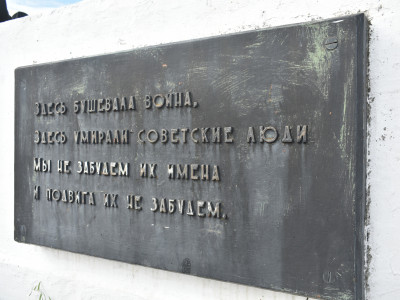 Здесь бушевала война,
Здесь умирали советские люди
Мы не забудем их имена
И подвига их не забудем.